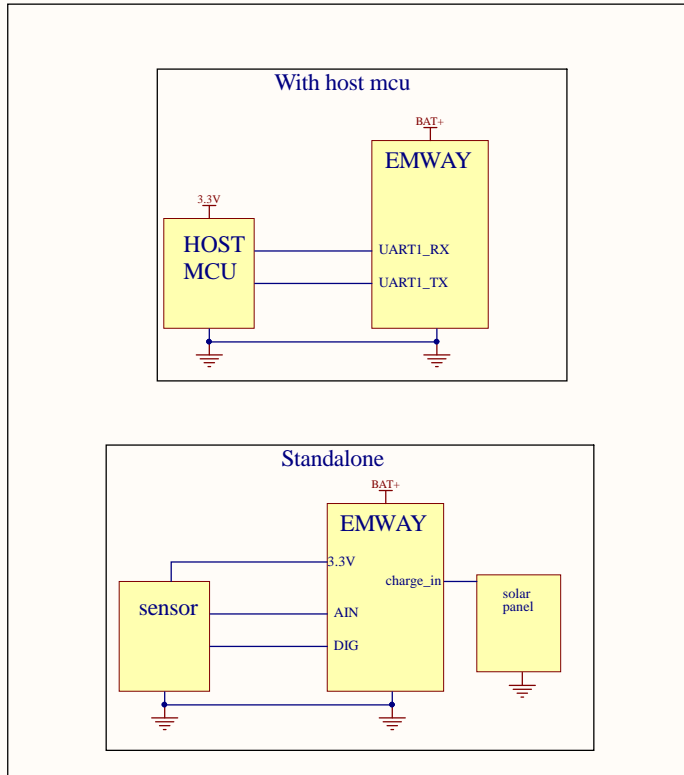 With host mcu
BAT+
EMWAY
3.3V
HOST
MCU
UART1_RX
UART1_TX
Standalone
BAT+
EMWAY
3.3V
charge_in
sensor
solar
panel
AIN
DIG